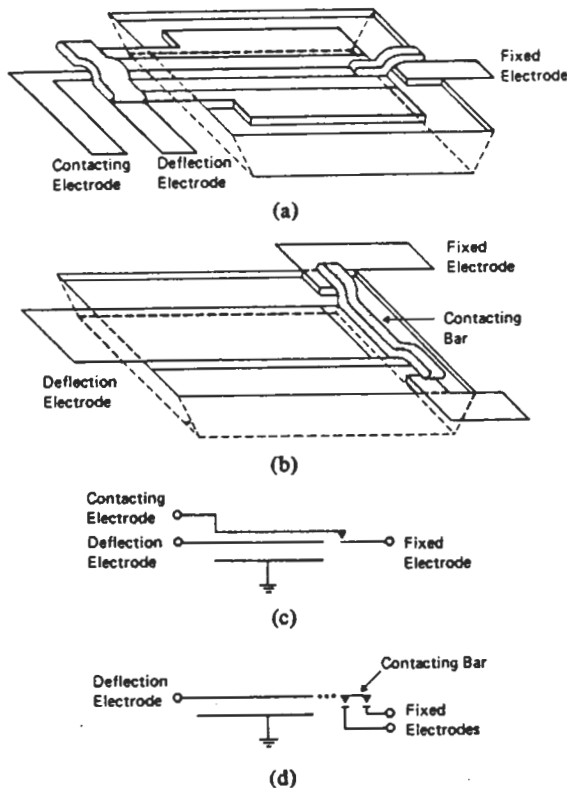 Fixed
Electrode
Contacting
Electrode
Deflection
Electrode
(a)
Fixed
Electrode
Contacting
Bar
Deflection
Electrode
(b)
Contacting
Electrode
Deflection
Electrode
Fixed
Electrode
(c)
Contacting Bar
Deflection
Electrode
Fixed
Electrodes
(d)